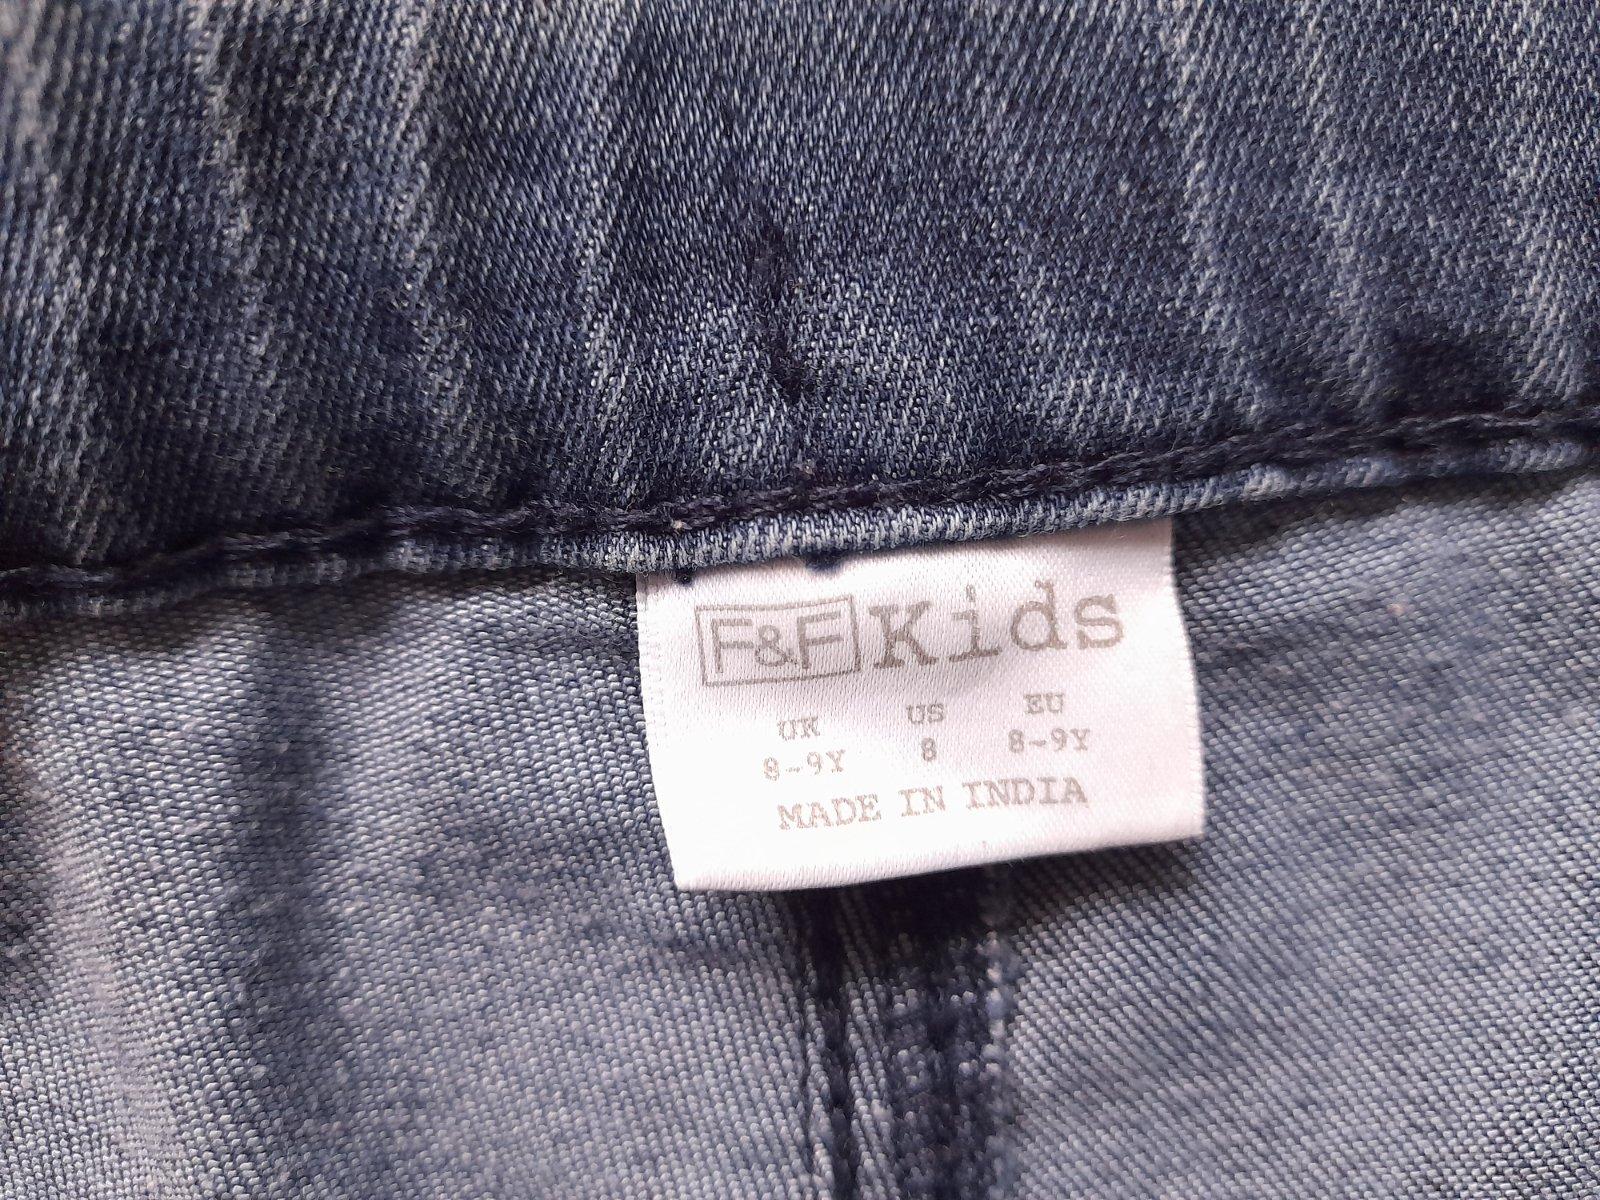 F&F Kids
UK US EU
8-9Y 8 8-9Y
MADE IN INDIA